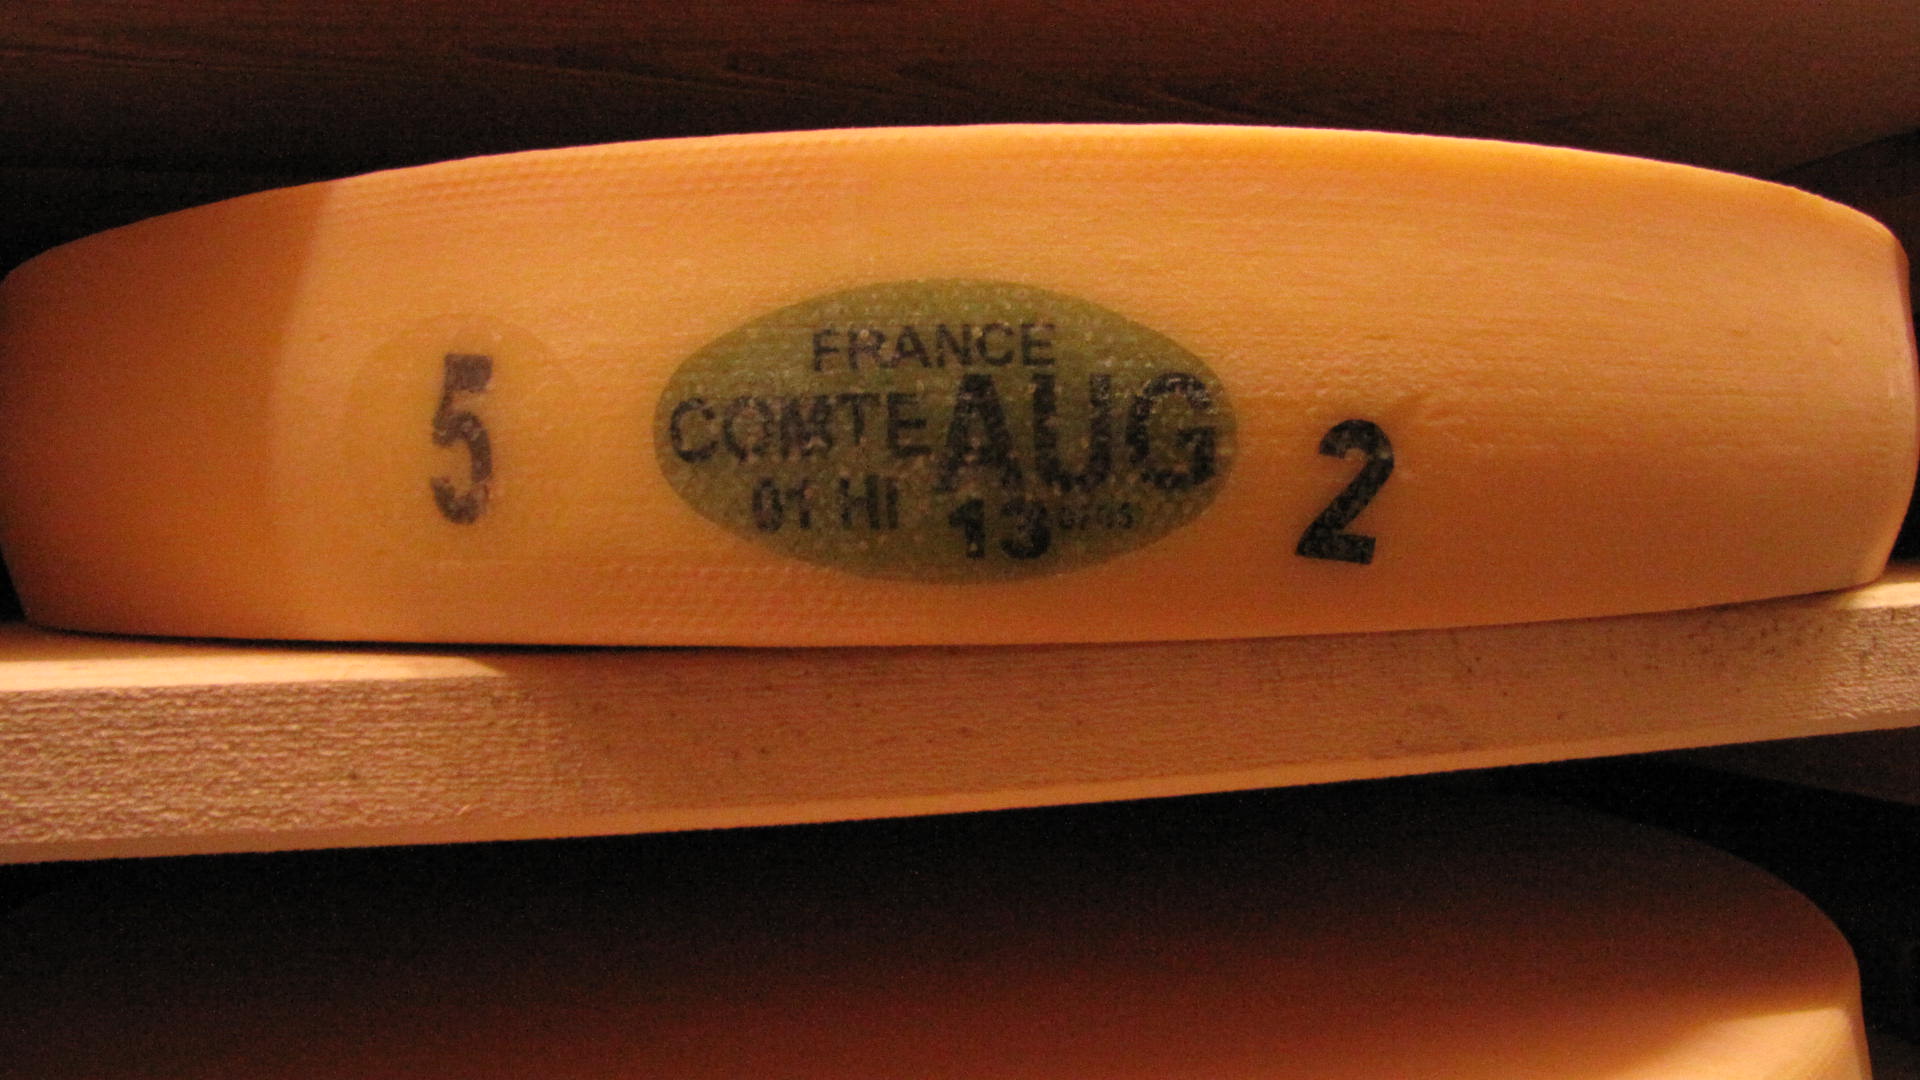 5
FRANCE
COMTE AUG
01 HI 13
2